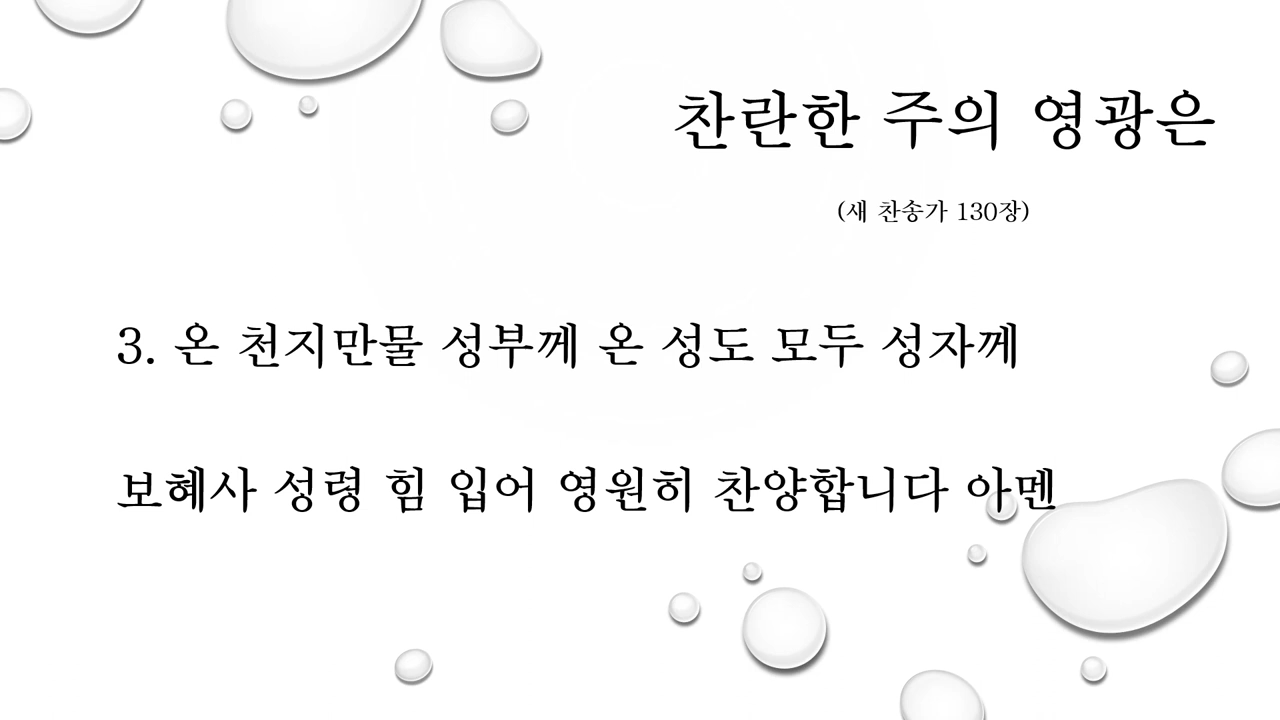 찬란한 주의 영광은
(새 찬송가 130장)
3. 온 천지만물 성부께 온 성도 모두 성자께
보혜사 성령 힘 입어 영원히 찬양합니다 아멘